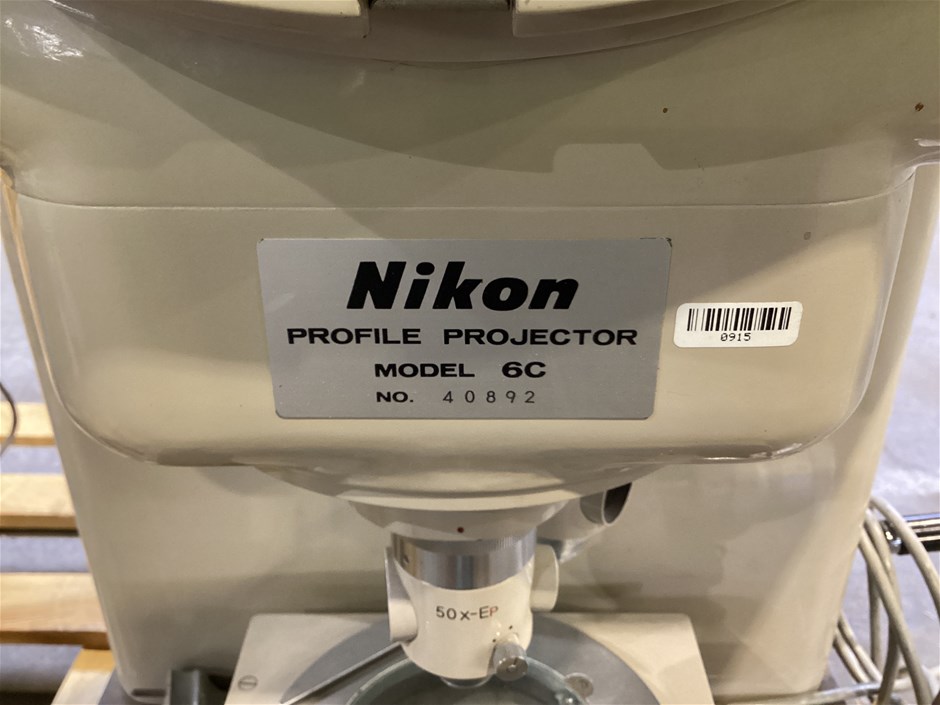 Nikon
PROFILE PROJECTOR
MODEL 6C
NO. 40892
0915
50x-EP